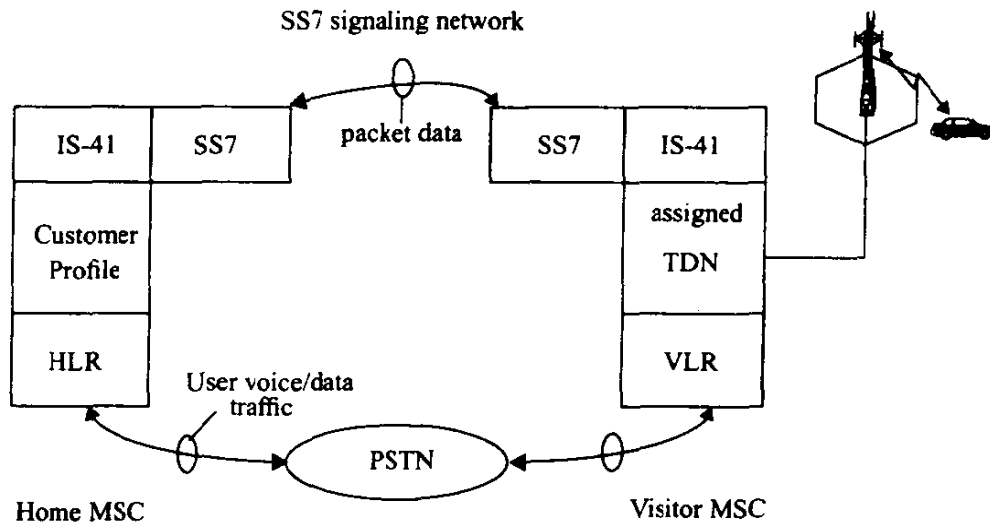 SS7 signaling network
packet data
IS-41
SS7
SS7
IS-41
Customer
Profile
assigned
TDN
HLR
VLR
User voice/data
traffic
PSTN
Home MSC
Visitor MSC